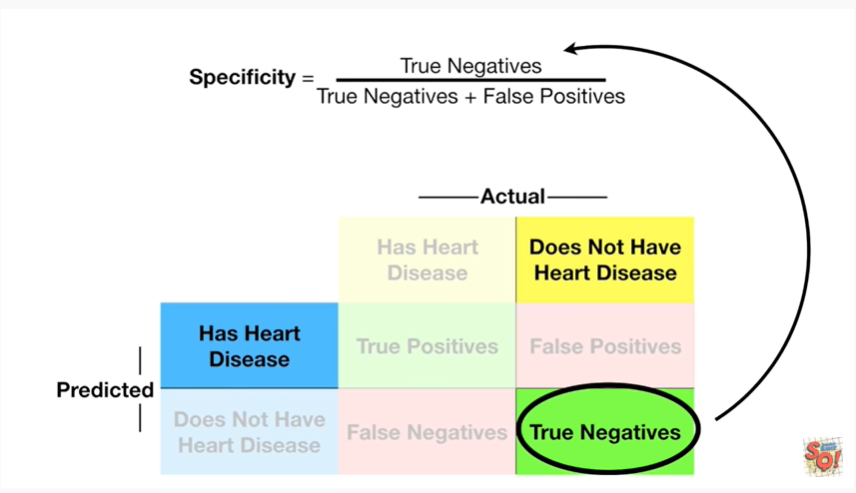 True Negatives
Specificity =
True Negatives + False Positives
Actual
Has Heart
Disease
Does Not Have
Heart Disease
Has Heart
Disease
True Positives
False Positives
Predicted
Does Not Have
Heart Disease
False Negatives
True Negatives
SQ!